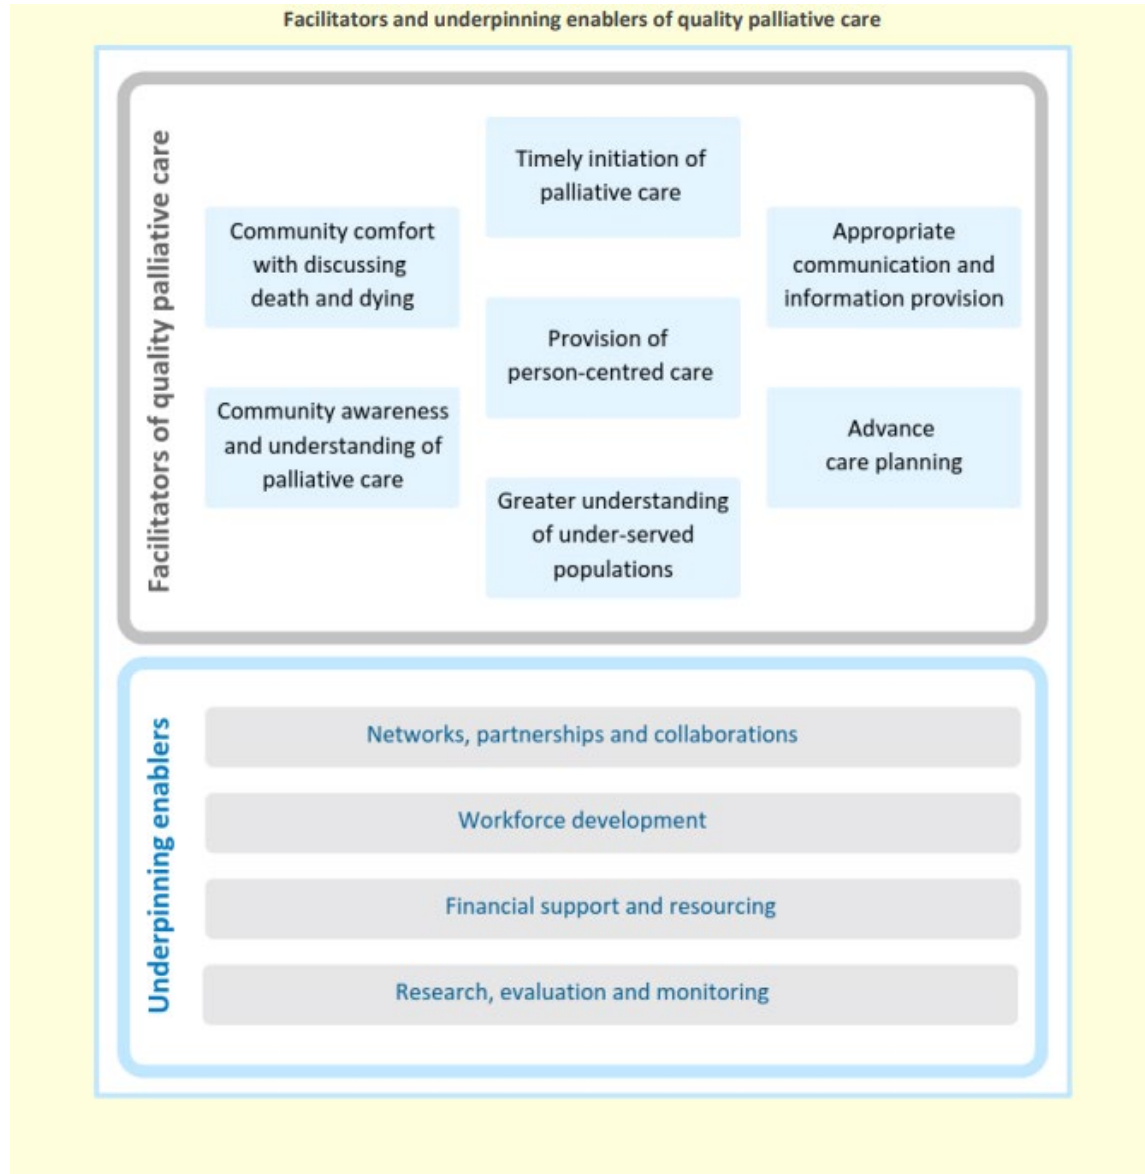 Facilitators and underpinning enablers of quality palliative care
Facilitators of quality palliative care
Timely initiation of
palliative care
Community comfort
with discussing
death and dying
Appropriate
communication and
information provision
Provision of
person-centred care
Community awareness
and understanding of
palliative care
Advance
care planning
Greater understanding
of under-served
populations
Underpinning enablers
Networks, partnerships and collaborations
Workforce development
Financial support and resourcing
Research, evaluation and monitoring